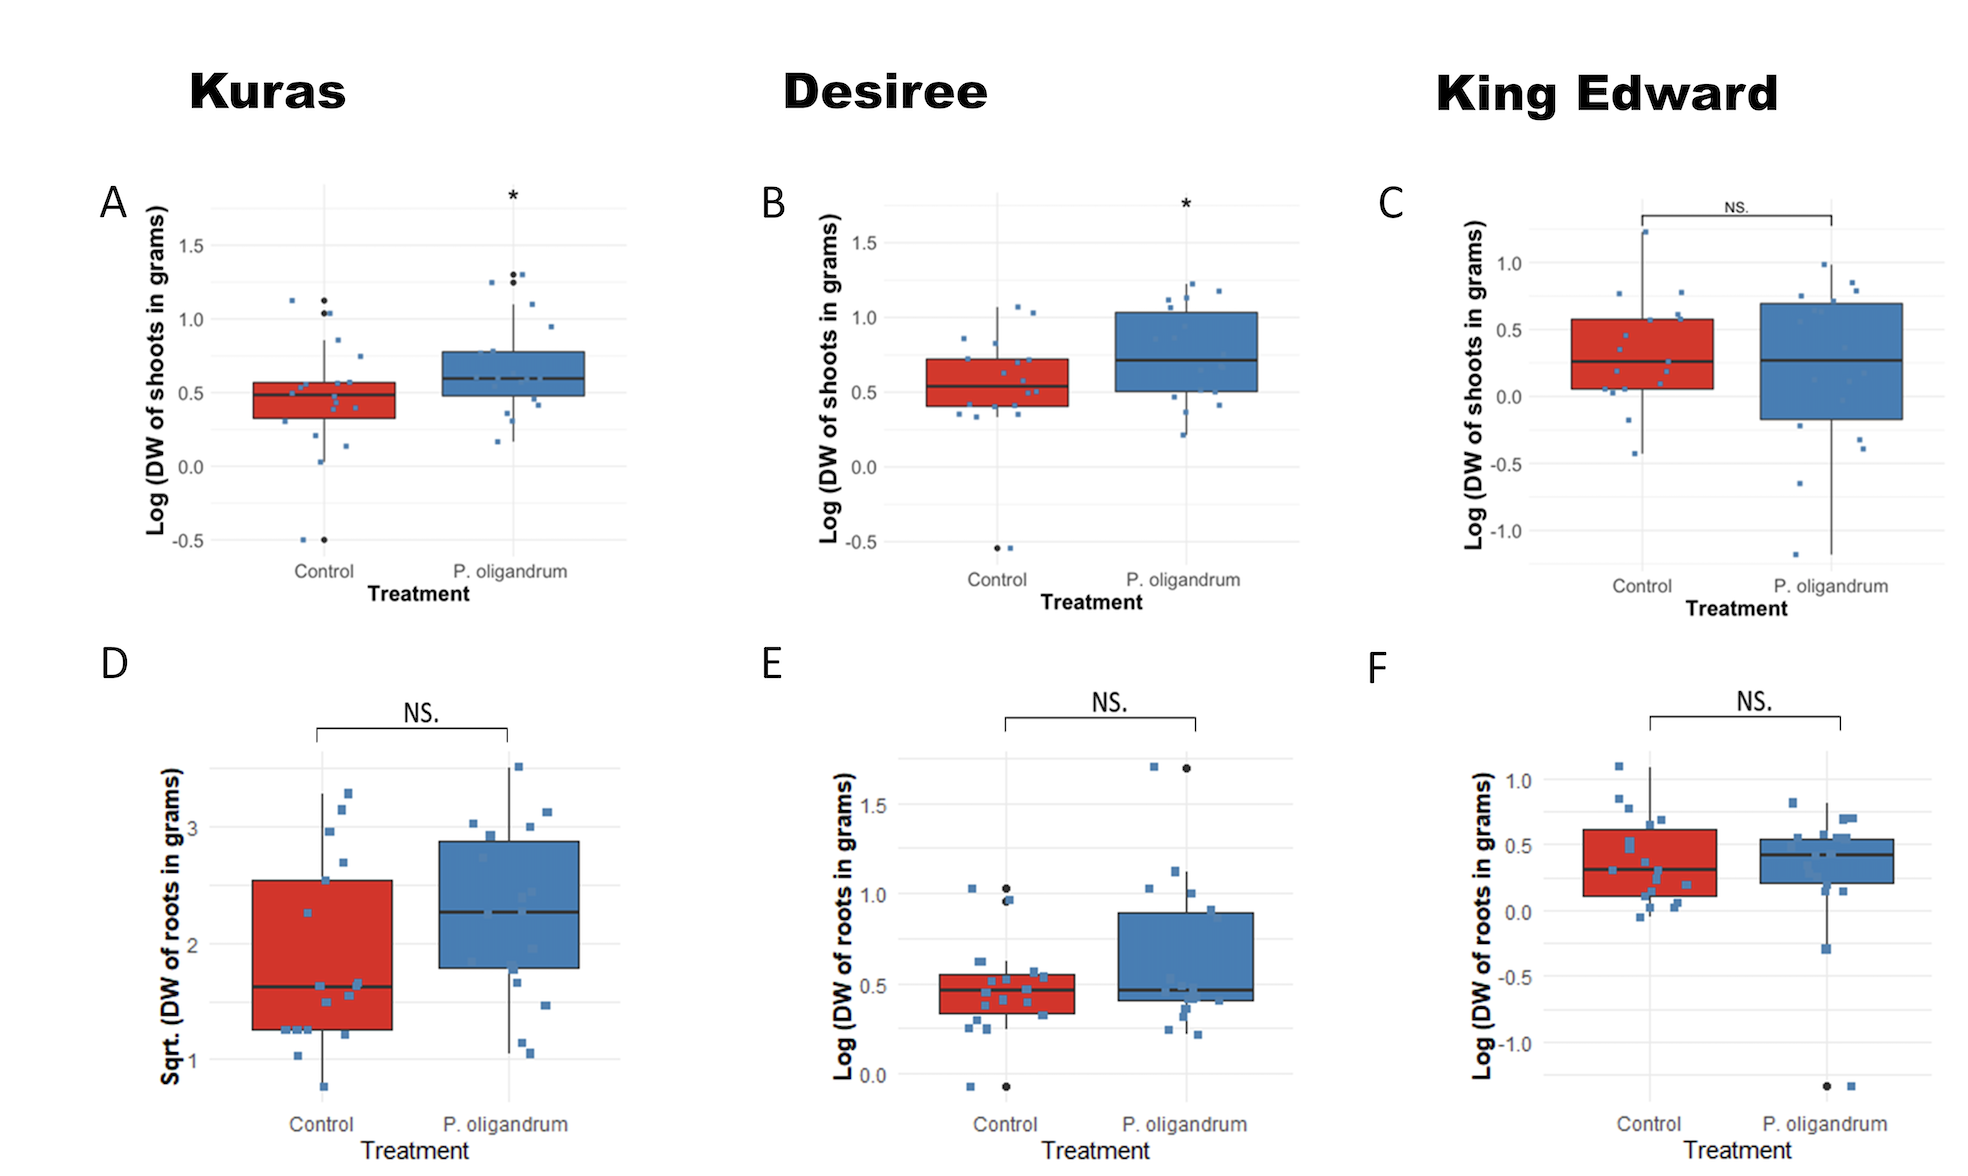 Kuras
Desiree
King Edward
A
Log (DW of shoots in grams)
*
1.5
1.0
0.5
0.0
-0.5
Control
P. oligandrum
Treatment
B
Log (DW of shoots in grams)
*
1.5
1.0
0.5
0.0
-0.5
Control
P. oligandrum
Treatment
C
Log (DW of shoots in grams)
NS.
1.0
0.5
0.0
-0.5
-1.0
Control
P. oligandrum
Treatment
D
Sqrt. (DW of roots in grams)
NS.
3
2
1
Control
P. oligandrum
Treatment
E
Log (DW of roots in grams)
NS.
1.5
1.0
0.5
0.0
Control
P. oligandrum
Treatment
F
Log (DW of roots in grams)
NS.
1.0
0.5
0.0
-0.5
-1.0
Control
P. oligandrum
Treatment